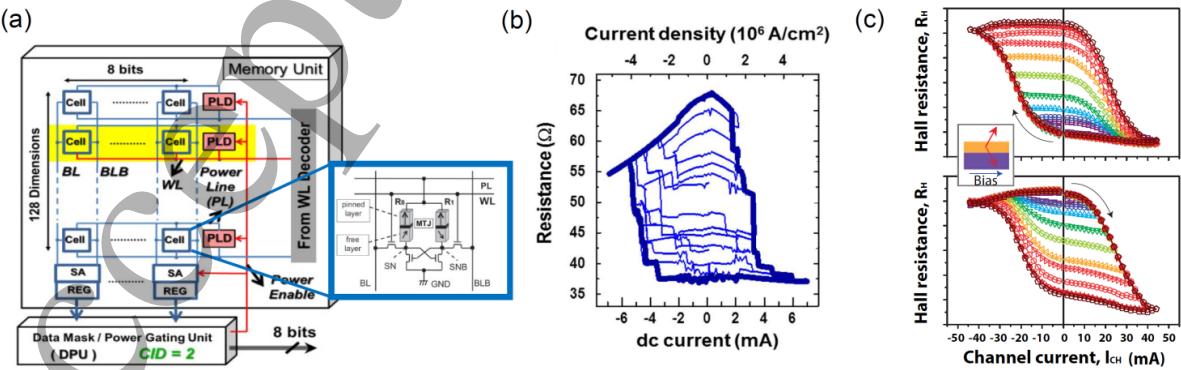 (a)
8 bits
Memory Unit
Cell
Cell
PLD
Cell
Cell
PLD
128 Dimensions
BL
BLB
WL
Power
Line
(PL)
From WL Decoder
Cell
Cell
PLD
SA
SA
REG
REG
Power
Enable
Data Mask / Power Gating Unit
( DPU ) CID = 2
8 bits
PL
WL
pinned
layer
R0
R1
MTJ
free
layer
SN
SNB
BL
GND
BLB
(b)
Current density (10⁶ A/cm²)
-4 -2 0 2 4
Resistance (Ω)
70
65
60
55
50
45
40
35
-6 -4 -2 0 2 4 6
dc current (mA)
(c)
Hall resistance, RH
Bias
Hall resistance, RH
-50 -40 -30 -20 -10 0 10 20 30 40 50
Channel current, ICH (mA)